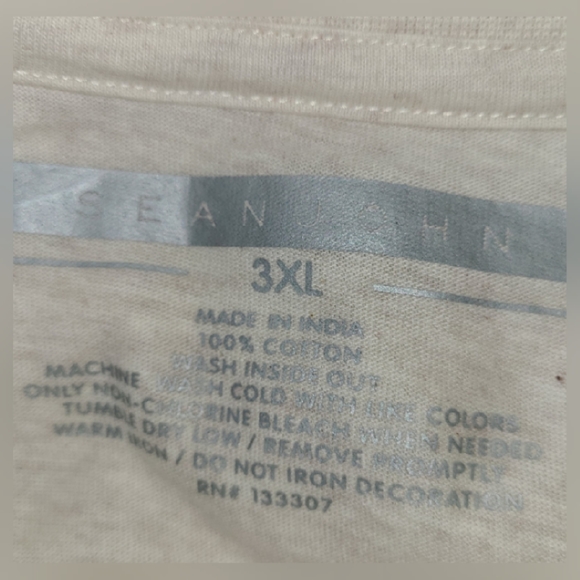 SEAN JOHN
3XL
MADE IN INDIA
100% COTTON
WASH INSIDE OUT
MACHINE WASH COLD WITH LIKE COLORS
ONLY NON-CHLORINE BLEACH WHEN NEEDED
TUMBLE DRY LOW / REMOVE PROMPTLY
WARM IRON / DO NOT IRON DECORATION
RN# 133307